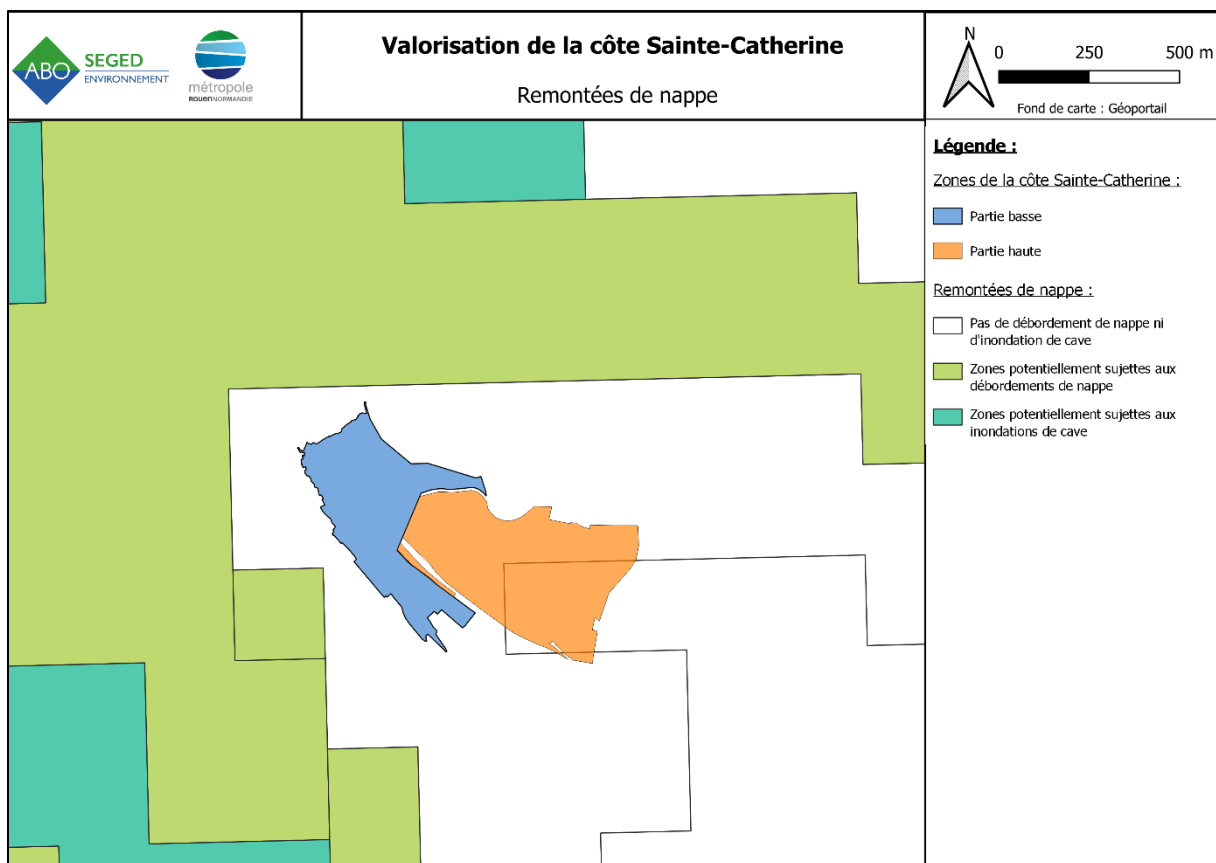 ABO
SEGED
ENVIRONNEMENT
métropole
ROUENNORMANDIE
Valorisation de la côte Sainte-Catherine
Remontées de nappe
N
0 250 500 m
Fond de carte : Géoportail
Légende :
Zones de la côte Sainte-Catherine :
Partie basse
Partie haute
Remontées de nappe :
Pas de débordement de nappe ni
d'inondation de cave
Zones potentiellement sujettes aux
débordements de nappe
Zones potentiellement sujettes aux
inondations de cave